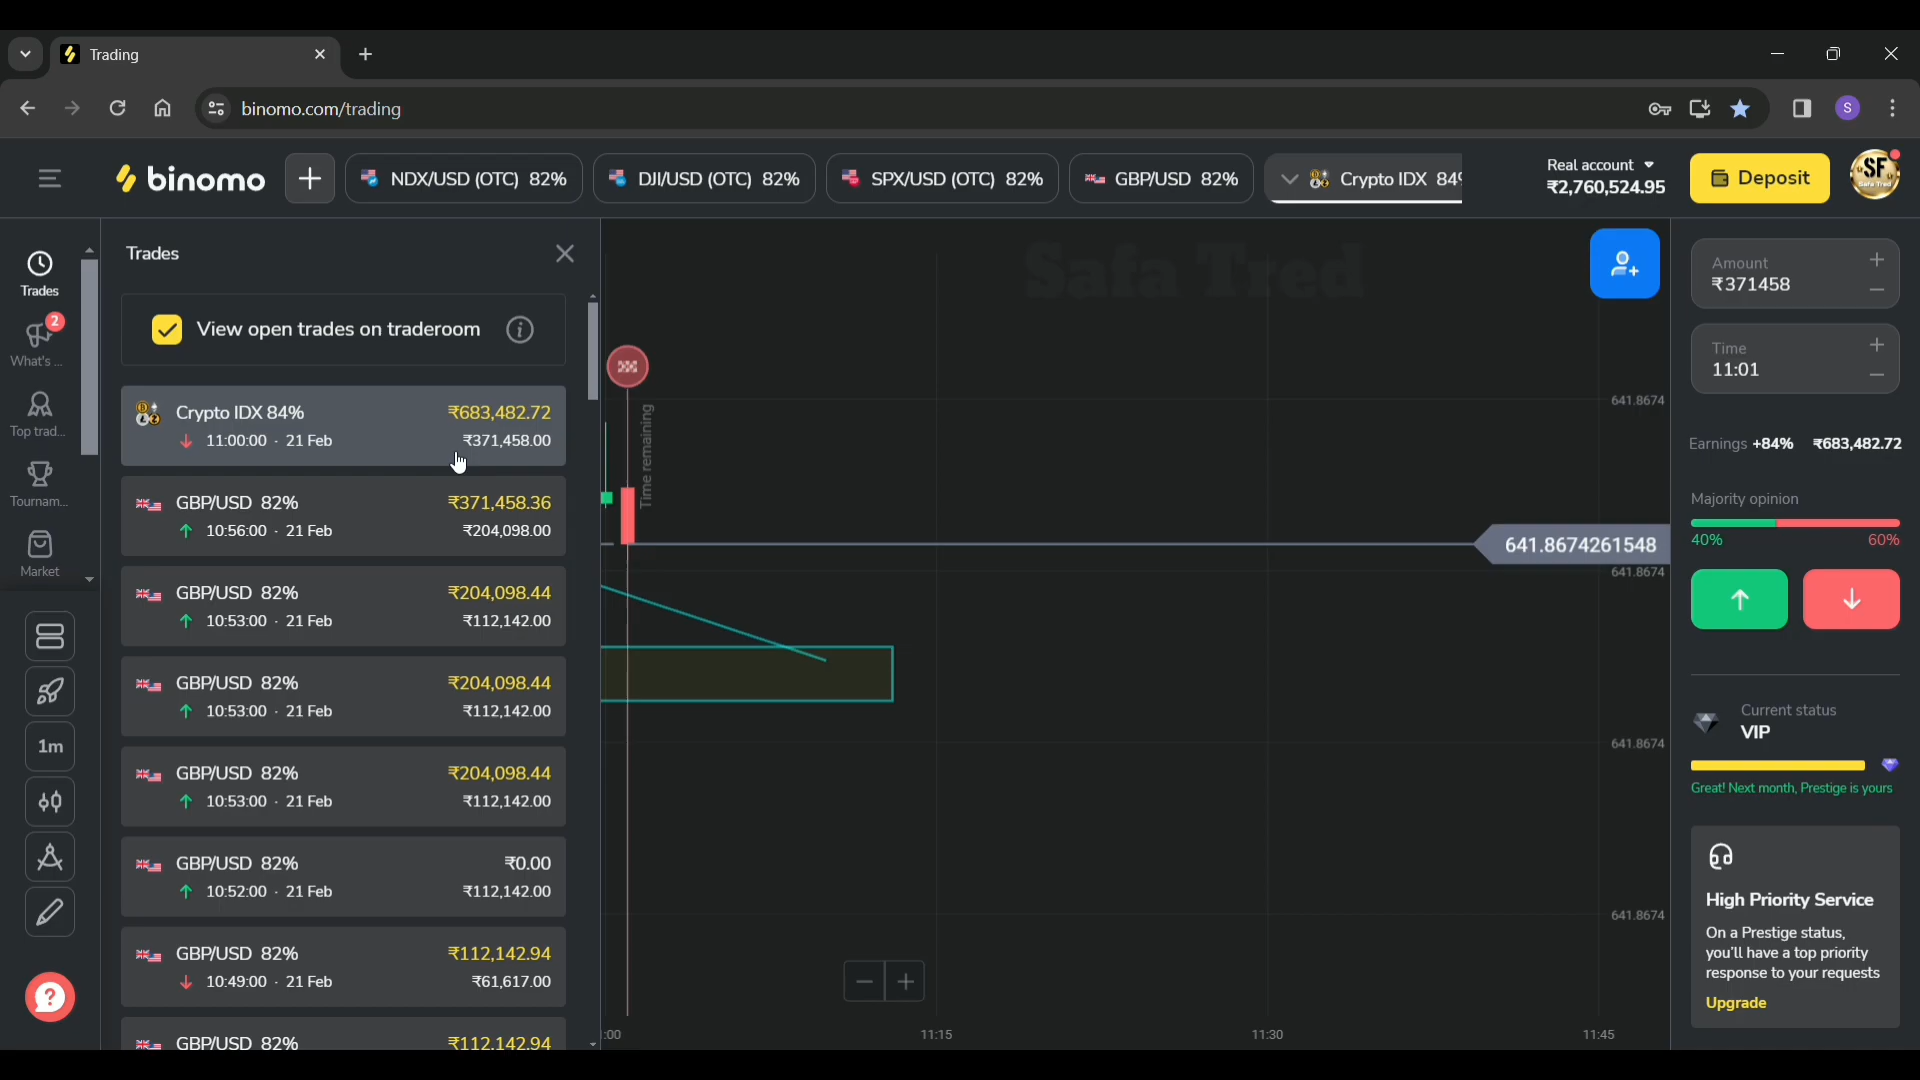 Trading
binomo.com/trading
S
binomo
NDX/USD (OTC) 82%
DJI/USD (OTC) 82%
SPX/USD (OTC) 82%
GBP/USD 82%
Crypto IDX 84%
Real account
₹2,760,524.95
Deposit
SF
Safa Tred
Trades
2
What's ...
Top trad...
Tournam...
Market
1m
?
Trades
View open trades on traderoom
Crypto IDX 84% ₹683,482.72
11:00:00 · 21 Feb ₹371,458.00
GBP/USD 82% ₹371,458.36
10:56:00 · 21 Feb ₹204,098.00
GBP/USD 82% ₹204,098.44
10:53:00 · 21 Feb ₹112,142.00
GBP/USD 82% ₹204,098.44
10:53:00 · 21 Feb ₹112,142.00
GBP/USD 82% ₹204,098.44
10:53:00 · 21 Feb ₹112,142.00
GBP/USD 82% ₹0.00
10:52:00 · 21 Feb ₹112,142.00
GBP/USD 82% ₹112,142.94
10:49:00 · 21 Feb ₹61,617.00
GBP/USD 82% ₹112,142.94
Safa Tred
Time remaining
641.8674
641.8674261548
641.8674
641.8674
641.8674
:00 11:15 11:30 11:45
Amount
₹371458
Time
11:01
Earnings +84% ₹683,482.72
Majority opinion
40% 60%
Current status
VIP
Great! Next month, Prestige is yours
High Priority Service
On a Prestige status,
you'll have a top priority
response to your requests
Upgrade